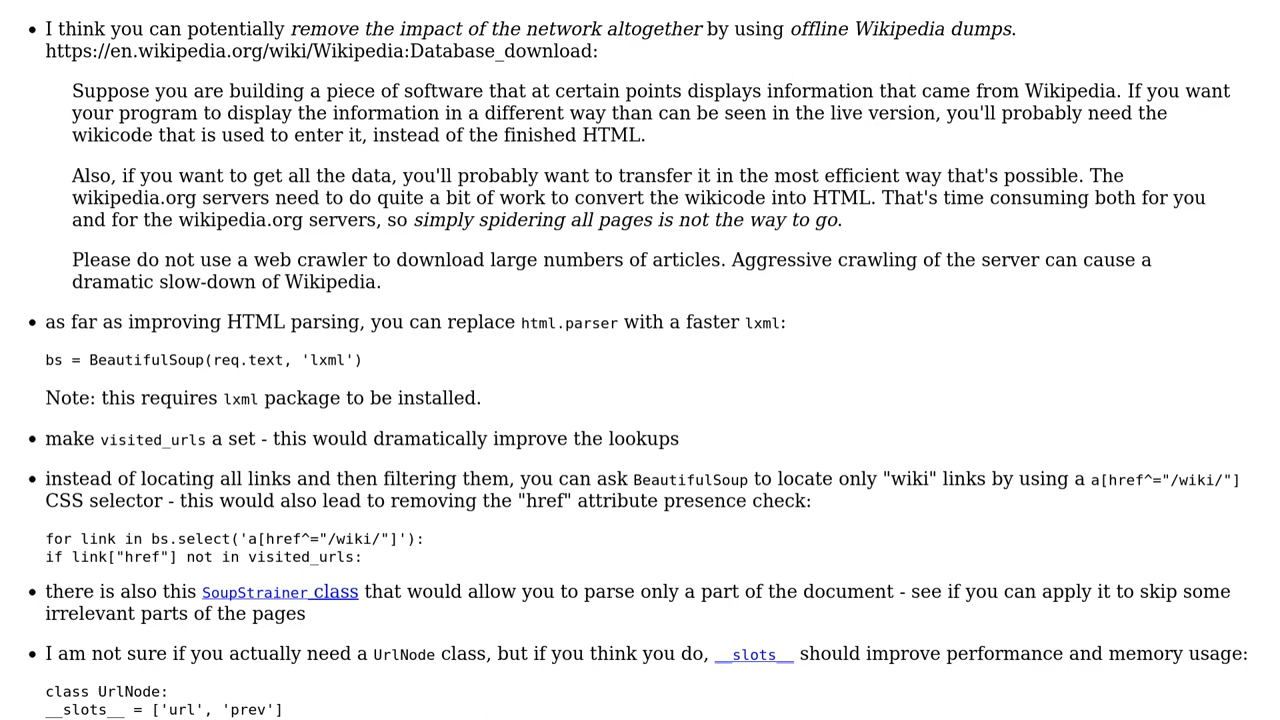 • I think you can potentially remove the impact of the network altogether by using offline Wikipedia dumps.
https://en.wikipedia.org/wiki/Wikipedia:Database_download:
Suppose you are building a piece of software that at certain points displays information that came from Wikipedia. If you want
your program to display the information in a different way than can be seen in the live version, you'll probably need the
wikicode that is used to enter it, instead of the finished HTML.
Also, if you want to get all the data, you'll probably want to transfer it in the most efficient way that's possible. The
wikipedia.org servers need to do quite a bit of work to convert the wikicode into HTML. That's time consuming both for you
and for the wikipedia.org servers, so simply spidering all pages is not the way to go.
Please do not use a web crawler to download large numbers of articles. Aggressive crawling of the server can cause a
dramatic slow-down of Wikipedia.
• as far as improving HTML parsing, you can replace html.parser with a faster lxml:
bs = BeautifulSoup(req.text, 'lxml')
Note: this requires lxml package to be installed.
• make visited_urls a set - this would dramatically improve the lookups
• instead of locating all links and then filtering them, you can ask BeautifulSoup to locate only "wiki" links by using a a[href^="/wiki/"]
CSS selector - this would also lead to removing the "href" attribute presence check:
for link in bs.select('a[href^="/wiki/"]'):
if link["href"] not in visited_urls:
• there is also this SoupStrainer class that would allow you to parse only a part of the document - see if you can apply it to skip some
irrelevant parts of the pages
• I am not sure if you actually need a UrlNode class, but if you think you do, __slots__ should improve performance and memory usage:
class UrlNode:
__slots__ = ['url', 'prev']